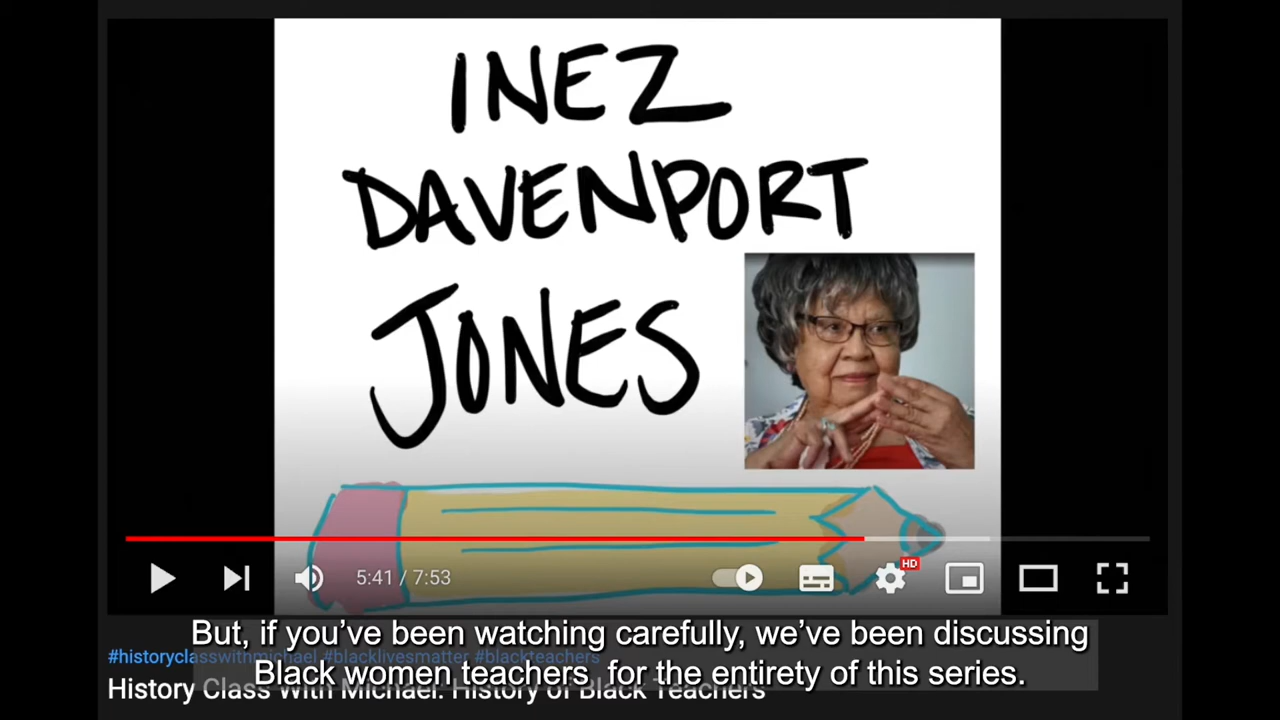 INEZ
DAVENPORT
JONES
HD
5:41 / 7:53
But, if you've been watching carefully, we've been discussing
#historyclasswithmichael #blacklivesmatter #blackteachers
Black women teachers for the entirety of this series.
History Class With Michael: History of Black Teachers